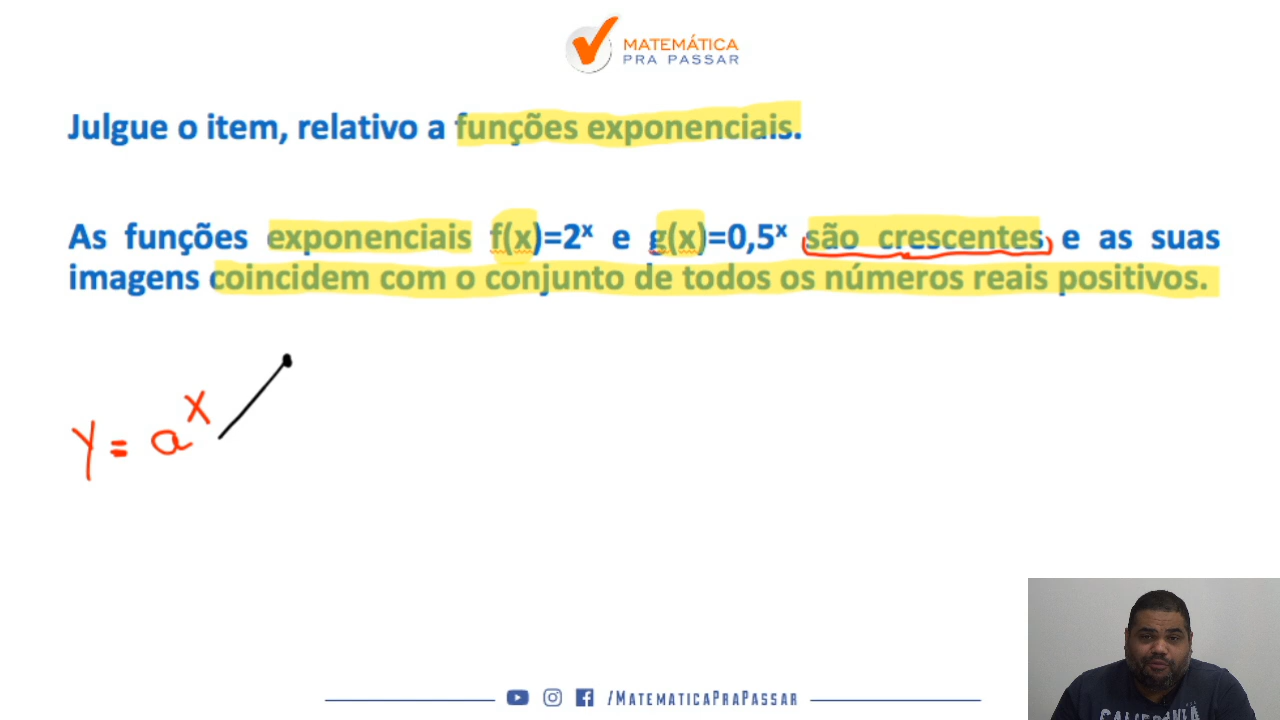 MATEMÁTICA
PRA PASSAR
Julgue o item, relativo a funções exponenciais.
As funções exponenciais f(x)=2ˣ e g(x)=0,5ˣ são crescentes e as suas
imagens coincidem com o conjunto de todos os números reais positivos.
y = aˣ
/MATEMATICAPRAPASSAR
CALIFORNIA